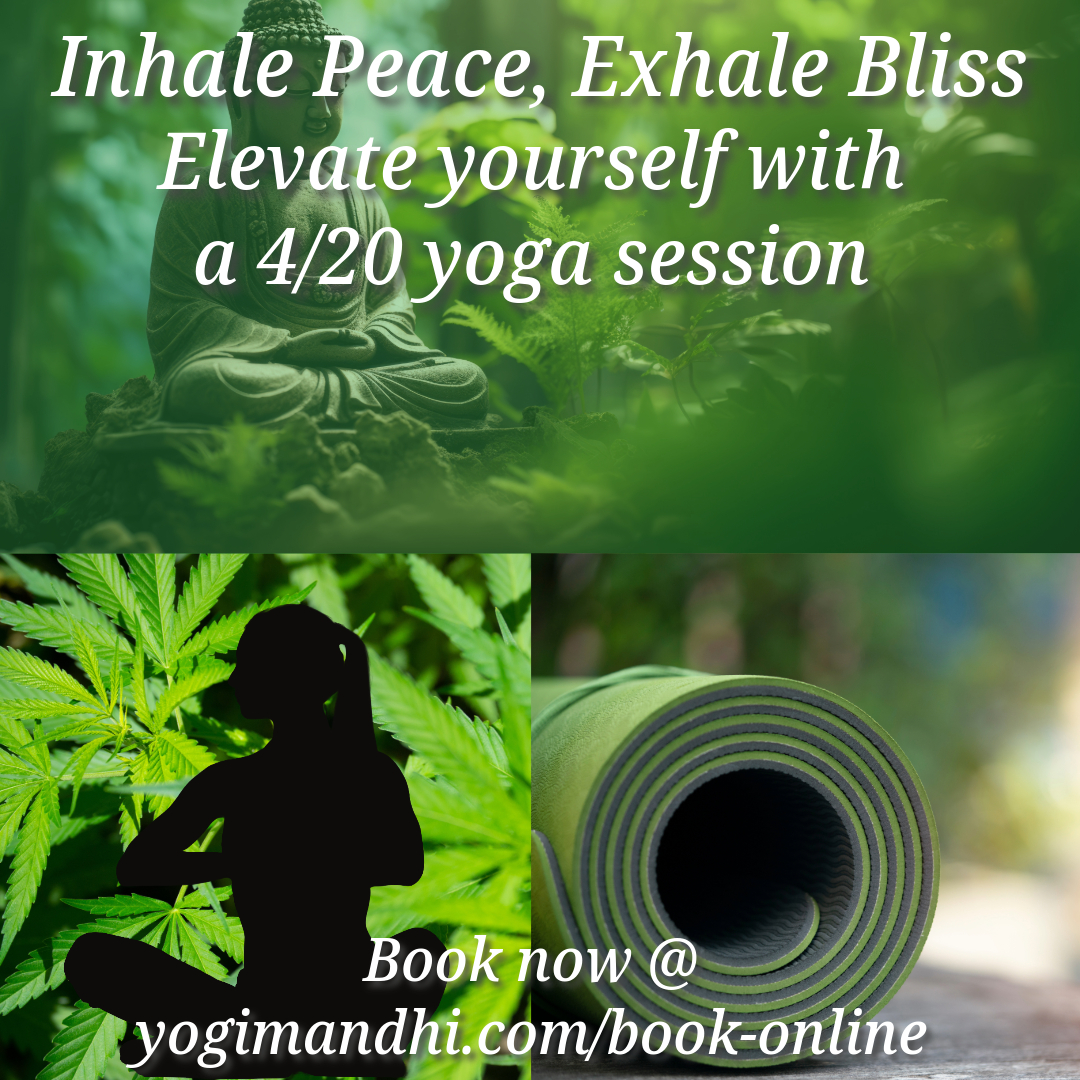 Inhale Peace, Exhale Bliss
Elevate yourself with
a 4/20 yoga session
Book now @
yogimandhi.com/book-online